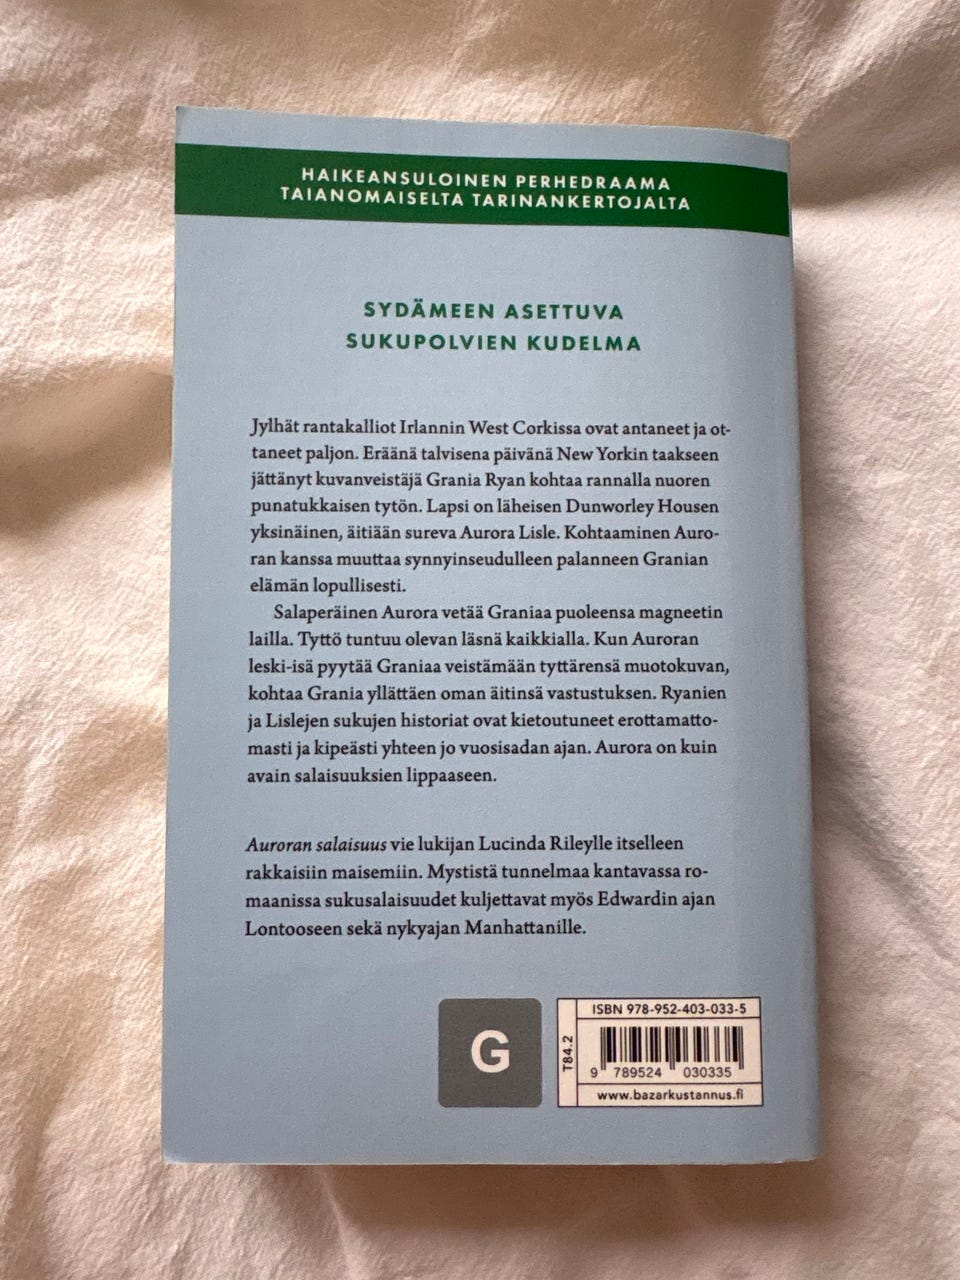 HAIKEANSULOINEN PERHEDRAAMA
TAIANOMAISELTA TARINANKERTOJALTA
SYDÄMEEN ASETTUVA
SUKUPOLVIEN KUDELMA
Jylhät rantakalliot Irlannin West Corkissa ovat antaneet ja ot-
taneet paljon. Eräänä talvisena päivänä New Yorkin taakseen
jättänyt kuvanveistäjä Grania Ryan kohtaa rannalla nuoren
punatukkaisen tytön. Lapsi on läheisen Dunworley Housen
yksinäinen, äitiään sureva Aurora Lisle. Kohtaaminen Auro-
ran kanssa muuttaa synnyinseudulleen palanneen Granian
elämän lopullisesti.
Salaperäinen Aurora vetää Graniaa puoleensa magneetin
lailla. Tyttö tuntuu olevan läsnä kaikkialla. Kun Auroran
leski-isä pyytää Graniaa veistämään tyttärensä muotokuvan,
kohtaa Grania yllättäen oman äitinsä vastustuksen. Ryanien
ja Lislejen sukujen historiat ovat kietoutuneet erottamatto-
masti ja kipeästi yhteen jo vuosisadan ajan. Aurora on kuin
avain salaisuuksien lippaaseen.
Auroran salaisuus vie lukijan Lucinda Rileylle itselleen
rakkaisiin maisemiin. Mystistä tunnelmaa kantavassa ro-
maanissa sukusalaisuudet kuljettavat myös Edwardin ajan
Lontooseen sekä nykyajan Manhattanille.
G
T84.2
ISBN 978-952-403-033-5
9 789524 030335
www.bazarkustannus.fi